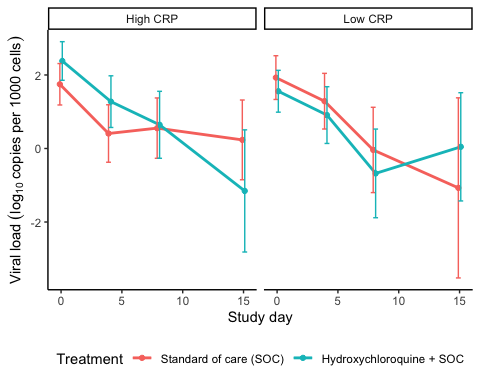 High CRP
Low CRP
Viral load (log10 copies per 1000 cells)
2
0
-2
0
5
10
15
0
5
10
15
Study day
Treatment
Standard of care (SOC)
Hydroxychloroquine + SOC